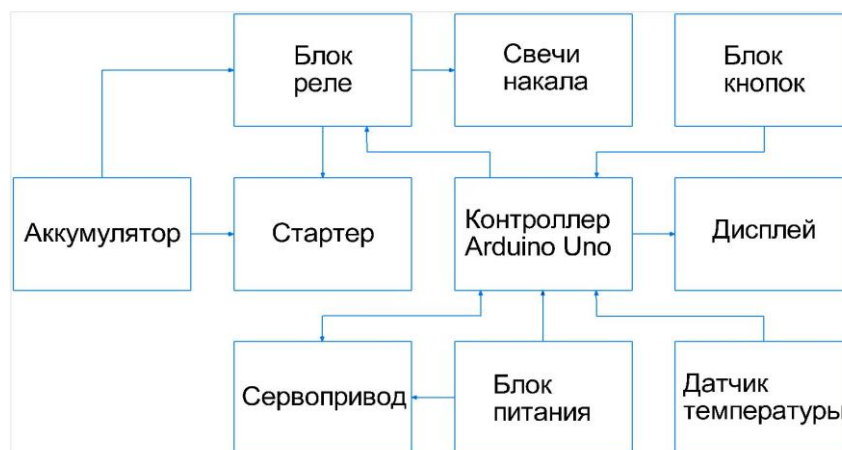 Блок
реле
Свечи
накала
Блок
кнопок
Аккумулятор
Стартер
Контроллер
Arduino Uno
Дисплей
Сервопривод
Блок
питания
Датчик
температуры